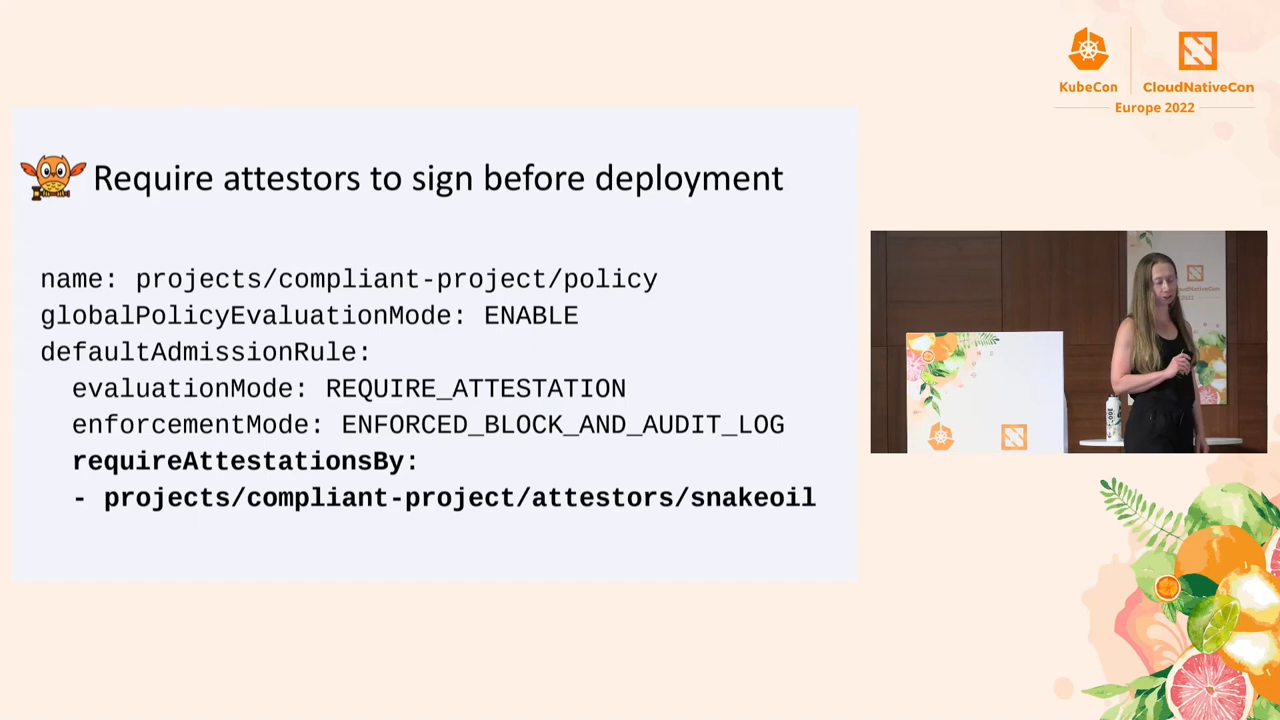 KubeCon
CloudNativeCon
Europe 2022
Require attestors to sign before deployment
name: projects/compliant-project/policy
globalPolicyEvaluationMode: ENABLE
defaultAdmissionRule:
  evaluationMode: REQUIRE_ATTESTATION
  enforcementMode: ENFORCED_BLOCK_AND_AUDIT_LOG
  requireAttestationsBy:
  - projects/compliant-project/attestors/snakeoil